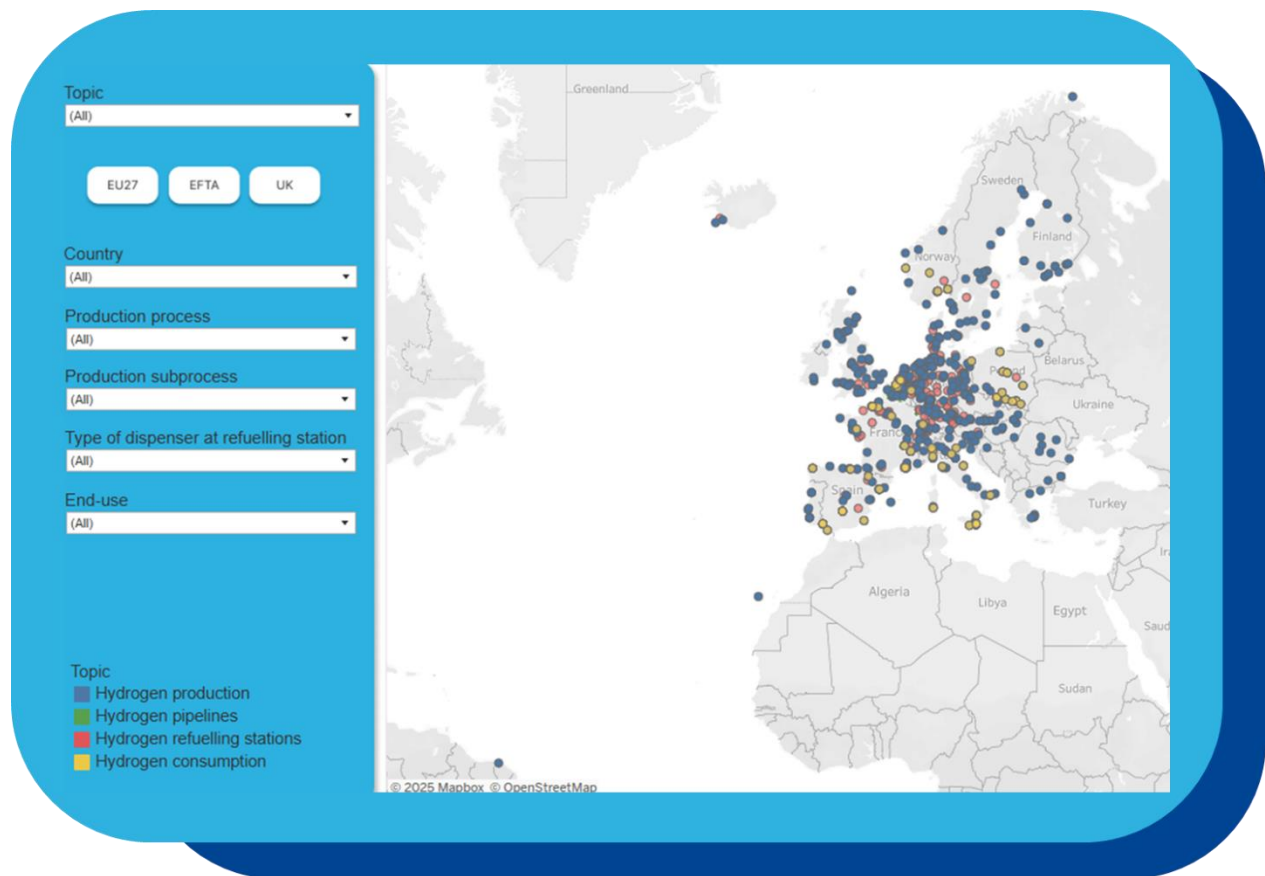 Topic
(All)
EU27 EFTA UK
Country
(All)
Production process
(All)
Production subprocess
(All)
Type of dispenser at refuelling station
(All)
End-use
(All)
Topic
Hydrogen production
Hydrogen pipelines
Hydrogen refuelling stations
Hydrogen consumption
Greenland
Sweden
Finland
Norway
Belarus
Ukraine
Spain
Turkey
Algeria
Libya
Egypt
Saud
Sudan
© 2025 Mapbox © OpenStreetMap